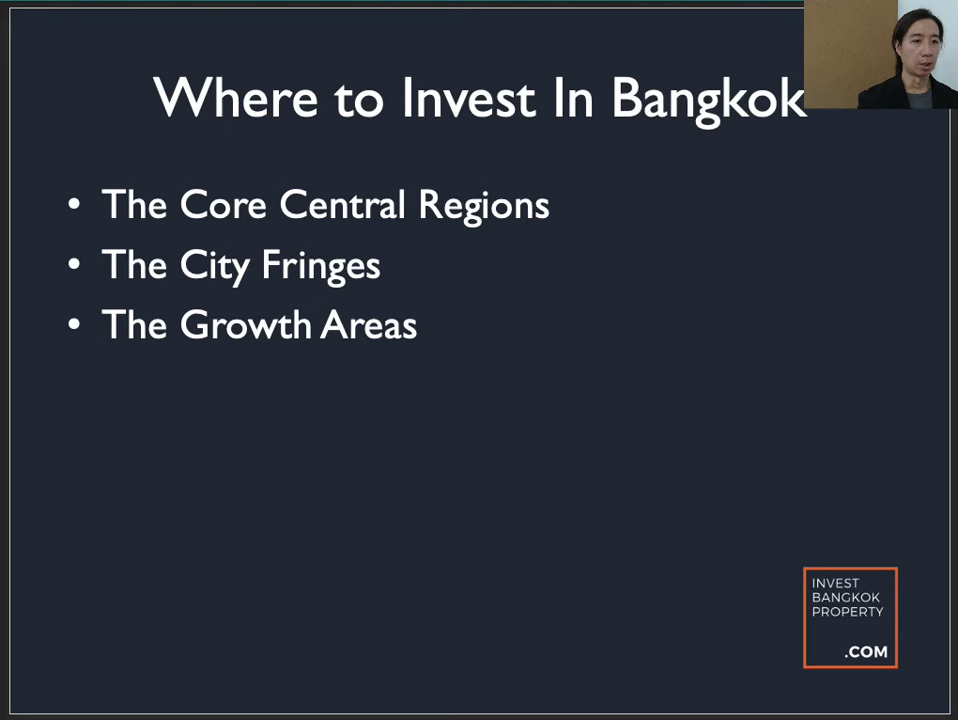 Where to Invest In Bangkok
• The Core Central Regions
• The City Fringes
• The Growth Areas
INVEST
BANGKOK
PROPERTY
.COM